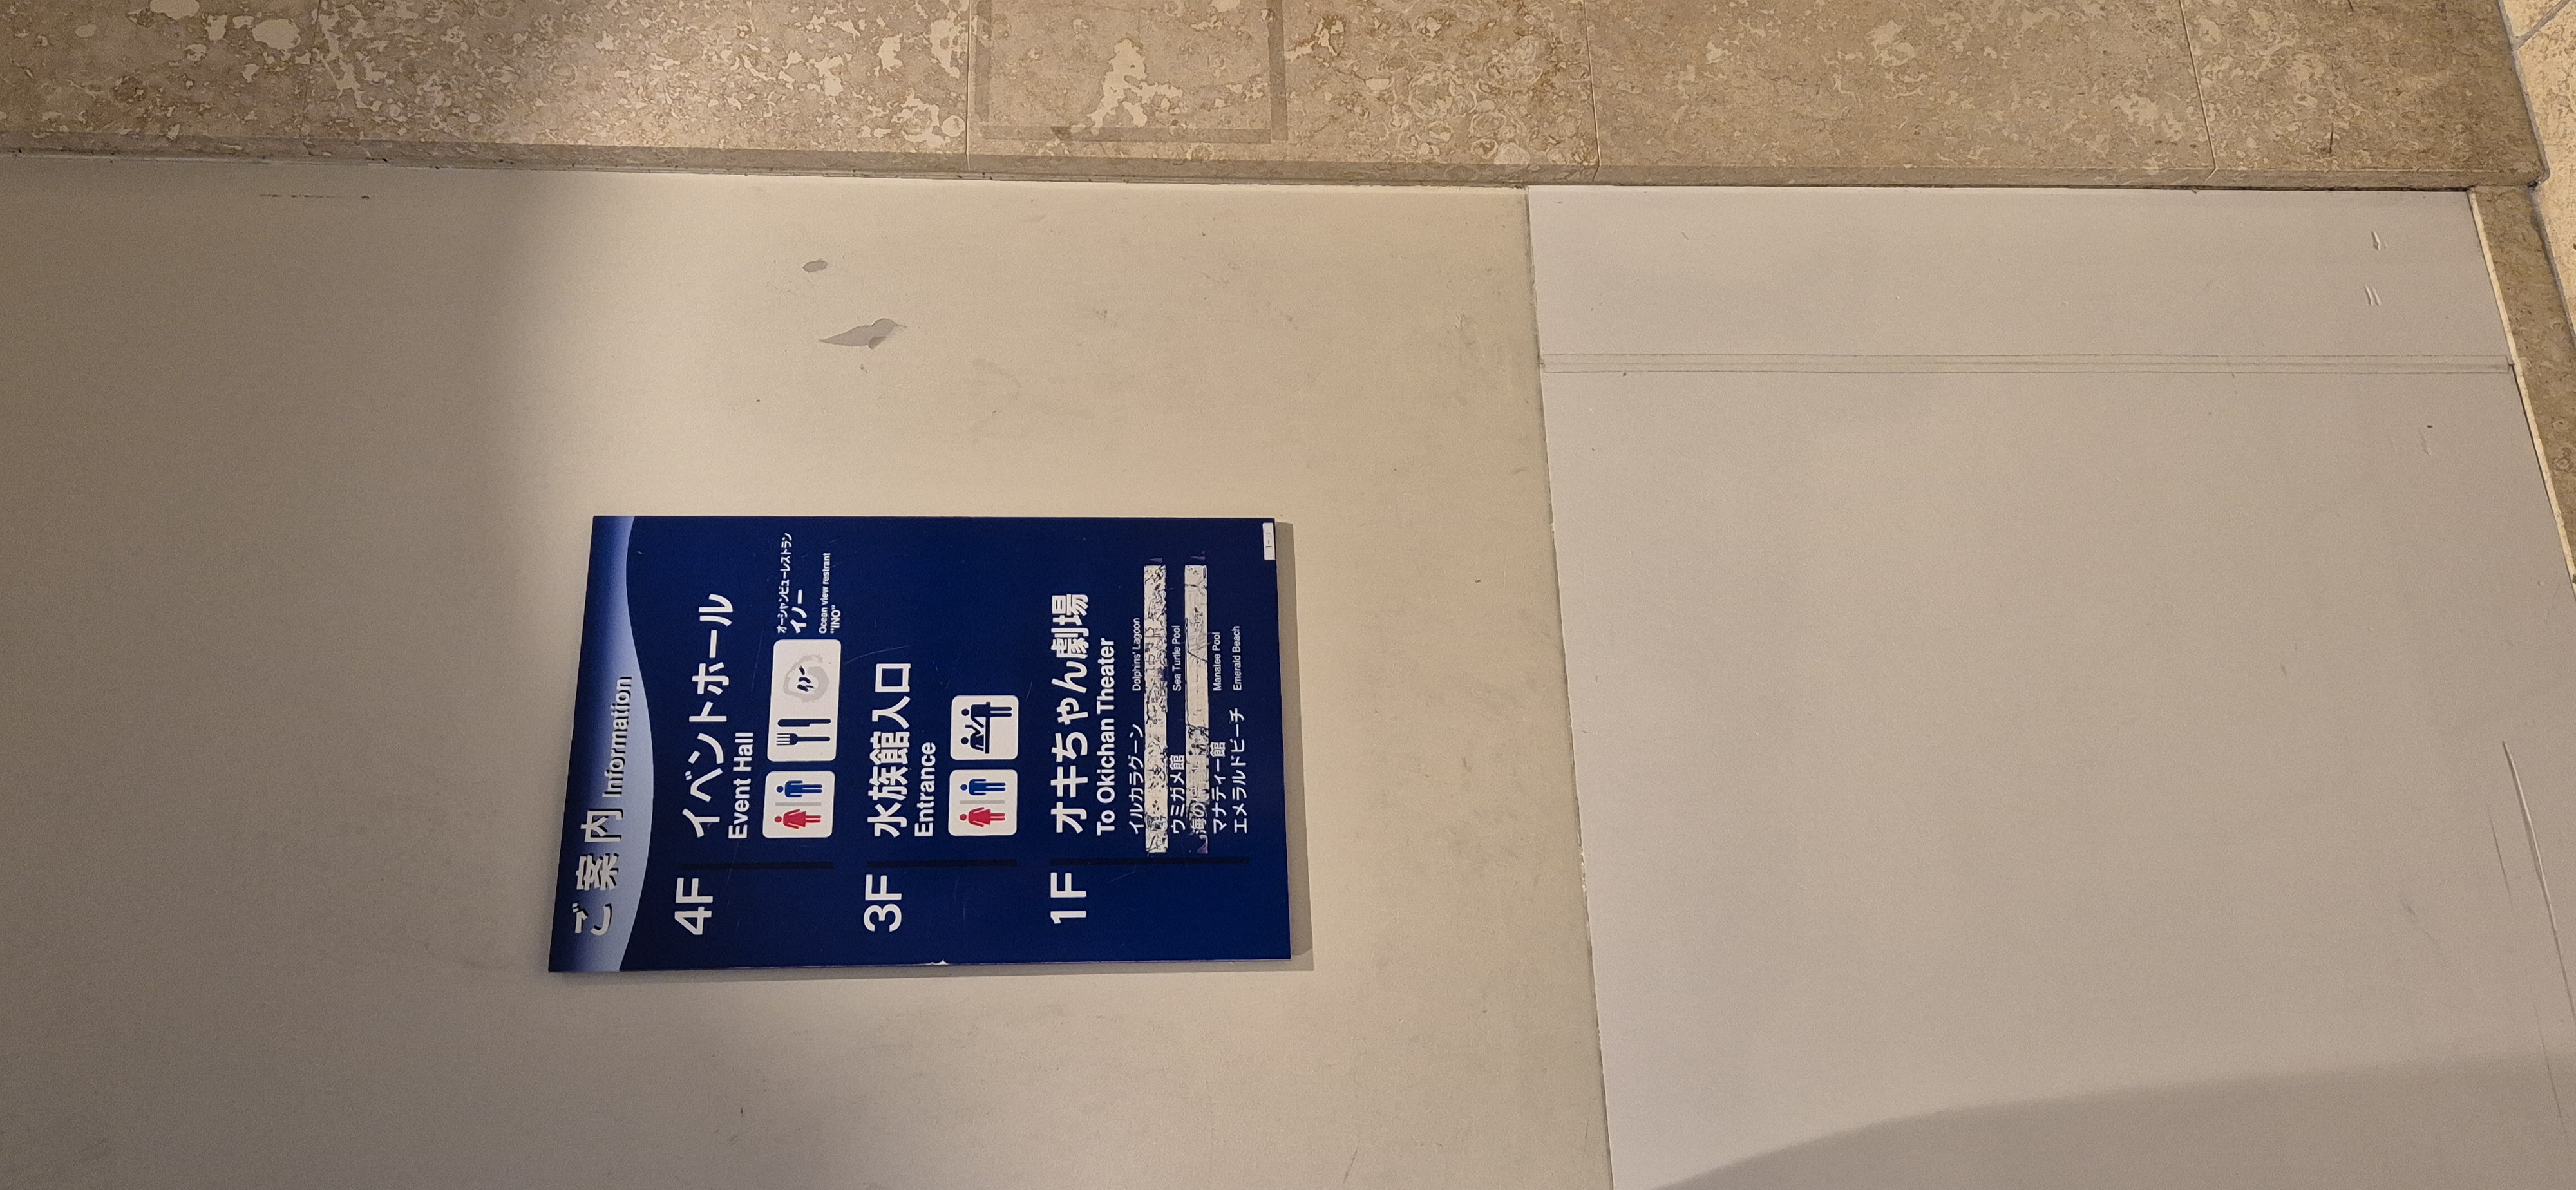 ご案内 Information
4F イベントホール
Event Hall
オーシャンビューレストラン
イノー
Ocean view restrant
"INO"
3F 水族館入口
Entrance
1F オキちゃん劇場
To Okichan Theater
イルカラグーン Dolphins' Lagoon
ウミガメ館 Sea Turtle Pool
海の
マナティー館 Manatee Pool
エメラルドビーチ Emerald Beach